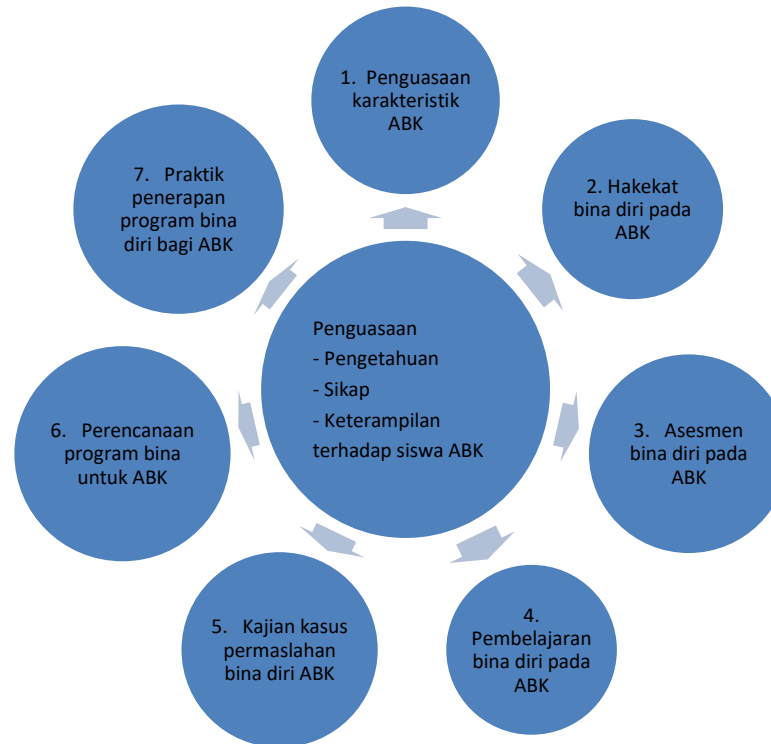 1. Penguasaan
karakteristik
ABK
2. Hakekat
bina diri pada
ABK
3. Asesmen
bina diri pada
ABK
4.
Pembelajaran
bina diri pada
ABK
5. Kajian kasus
permaslahan
bina diri ABK
6. Perencanaan
program bina
untuk ABK
7. Praktik
penerapan
program bina
diri bagi ABK
Penguasaan
- Pengetahuan
- Sikap
- Keterampilan
terhadap siswa ABK